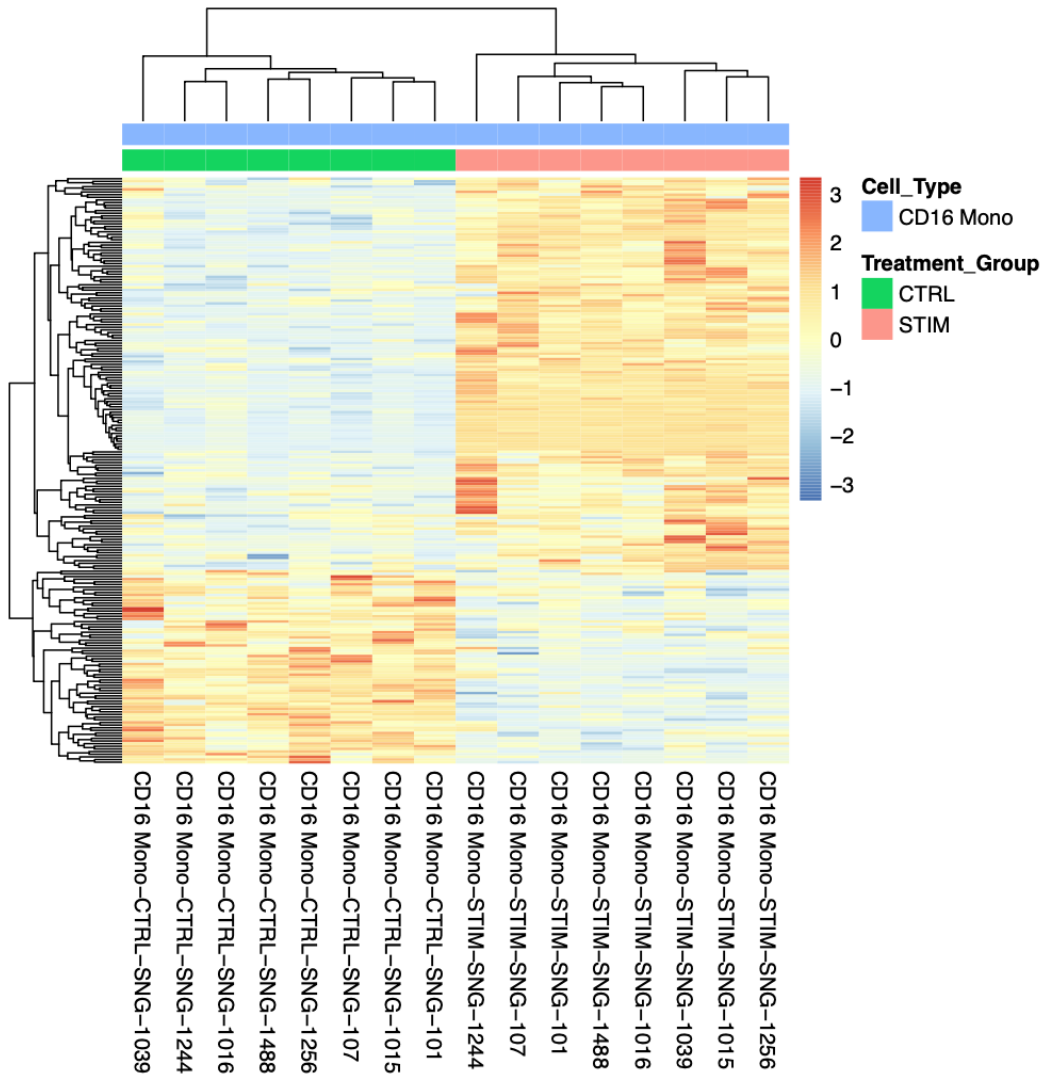 3
2
1
0
−1
−2
−3
Cell_Type
CD16 Mono
Treatment_Group
CTRL
STIM
CD16 Mono−CTRL−SNG−1039
CD16 Mono−CTRL−SNG−1244
CD16 Mono−CTRL−SNG−1016
CD16 Mono−CTRL−SNG−1488
CD16 Mono−CTRL−SNG−1256
CD16 Mono−CTRL−SNG−107
CD16 Mono−CTRL−SNG−1015
CD16 Mono−CTRL−SNG−101
CD16 Mono−STIM−SNG−1244
CD16 Mono−STIM−SNG−107
CD16 Mono−STIM−SNG−101
CD16 Mono−STIM−SNG−1488
CD16 Mono−STIM−SNG−1016
CD16 Mono−STIM−SNG−1039
CD16 Mono−STIM−SNG−1015
CD16 Mono−STIM−SNG−1256